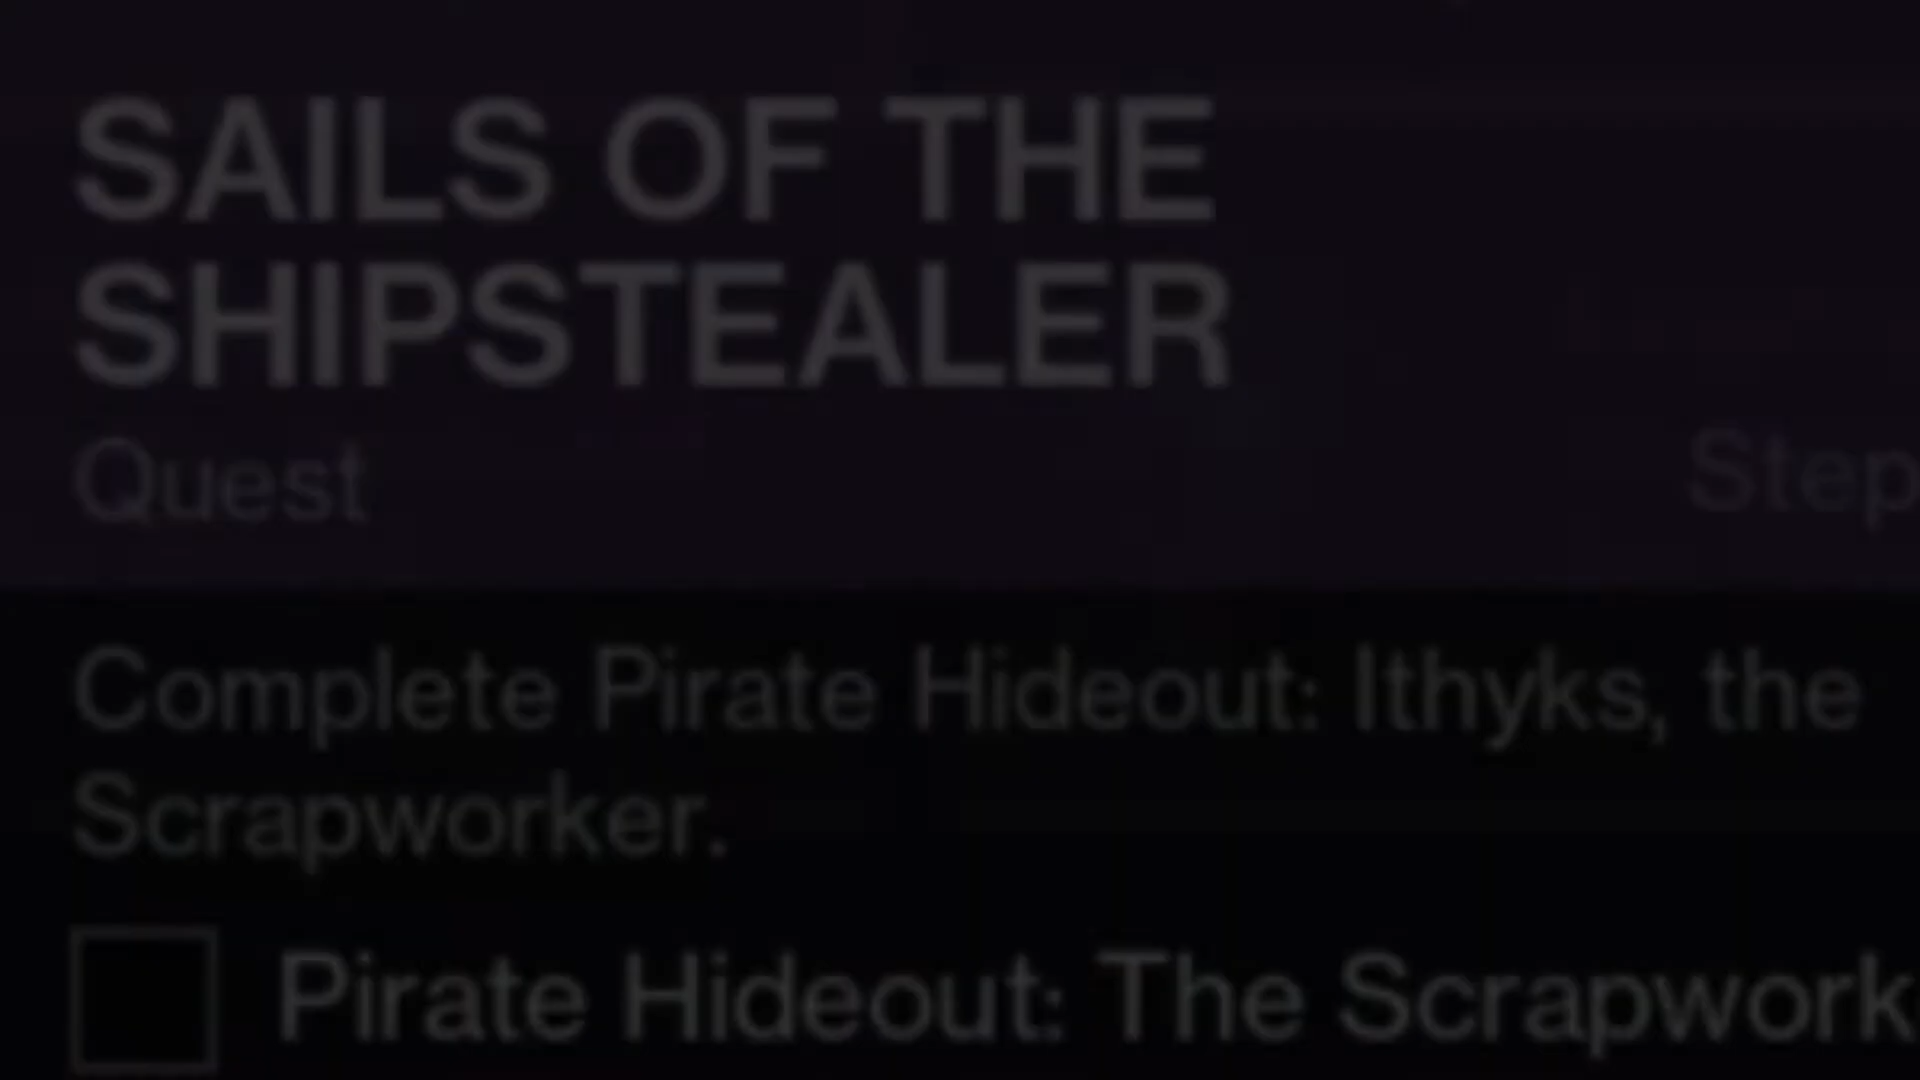 SAILS OF THE
SHIPSTEALER
Quest
Step
Complete Pirate Hideout: Ithyks, the
Scrapworker.
Pirate Hideout: The Scrapwork